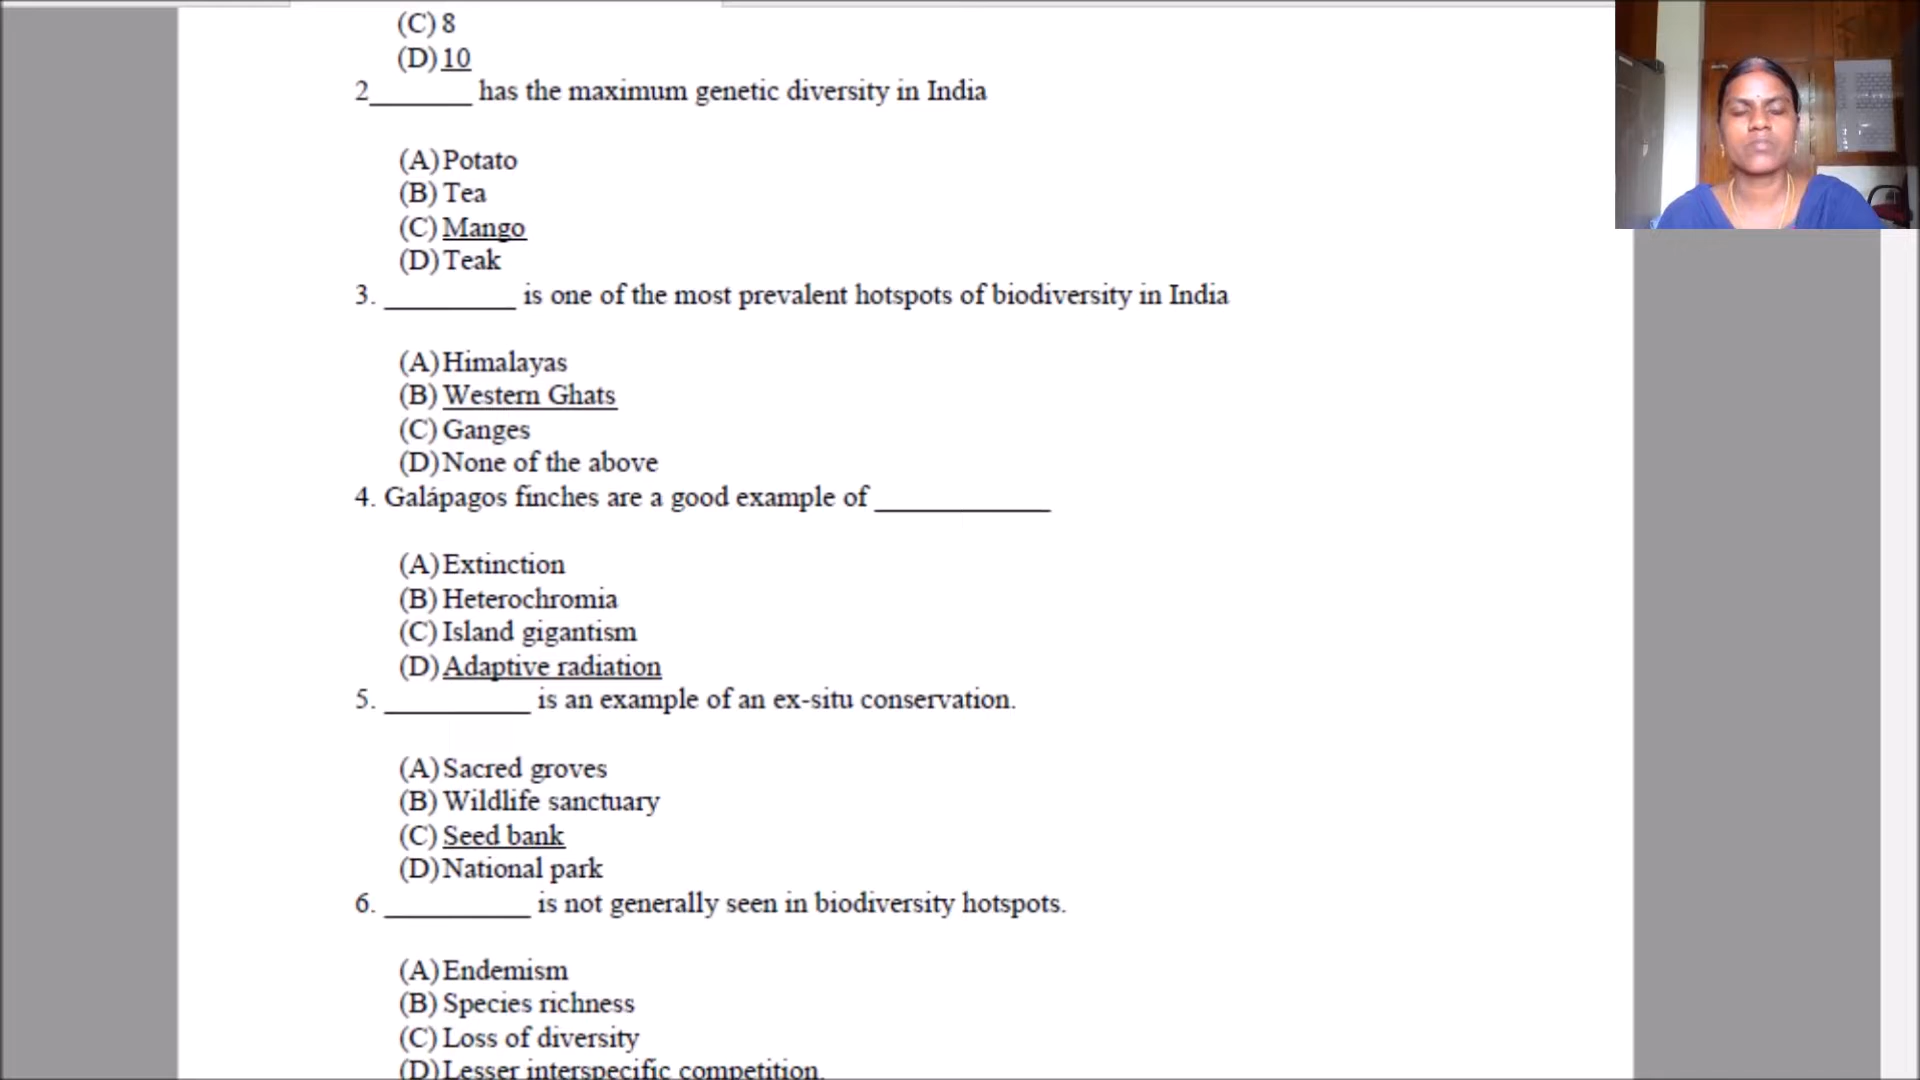 (C) 8
(D) 10
2_______ has the maximum genetic diversity in India
(A) Potato
(B) Tea
(C) Mango
(D) Teak
3. _________ is one of the most prevalent hotspots of biodiversity in India
(A) Himalayas
(B) Western Ghats
(C) Ganges
(D) None of the above
4. Galápagos finches are a good example of ____________
(A) Extinction
(B) Heterochromia
(C) Island gigantism
(D) Adaptive radiation
5. __________ is an example of an ex-situ conservation.
(A) Sacred groves
(B) Wildlife sanctuary
(C) Seed bank
(D) National park
6. __________ is not generally seen in biodiversity hotspots.
(A) Endemism
(B) Species richness
(C) Loss of diversity
(D) Lesser interspecific competition.